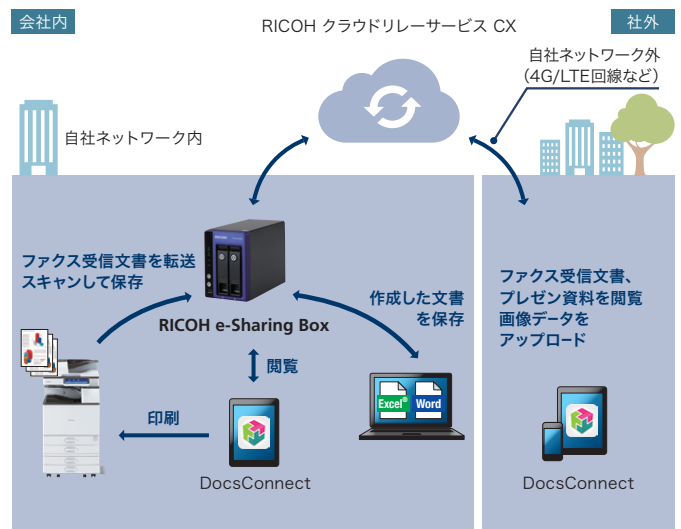 会社内
RICOH クラウドリレーサービス CX
社外
自社ネットワーク外
（4G/LTE回線など）
自社ネットワーク内
ファクス受信文書を転送
スキャンして保存
RICOH e-Sharing Box
作成した文書
を保存
ファクス受信文書、
プレゼン資料を閲覧
画像データを
アップロード
閲覧
Excel®
Word
印刷
DocsConnect
DocsConnect